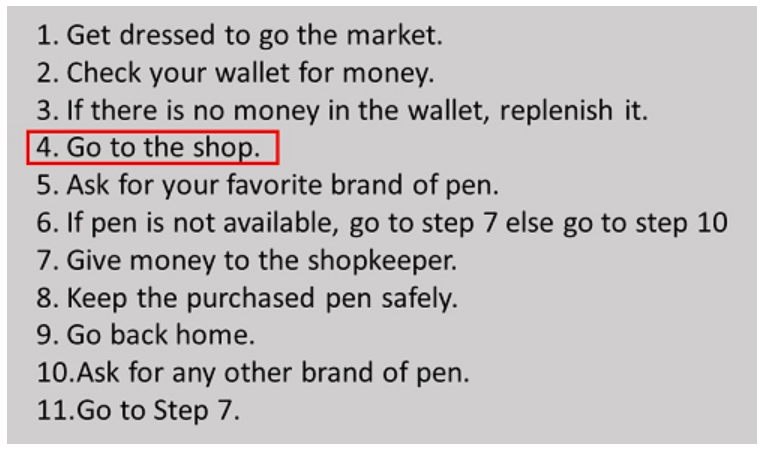 1. Get dressed to go the market.
2. Check your wallet for money.
3. If there is no money in the wallet, replenish it.
4. Go to the shop.
5. Ask for your favorite brand of pen.
6. If pen is not available, go to step 7 else go to step 10
7. Give money to the shopkeeper.
8. Keep the purchased pen safely.
9. Go back home.
10.Ask for any other brand of pen.
11.Go to Step 7.